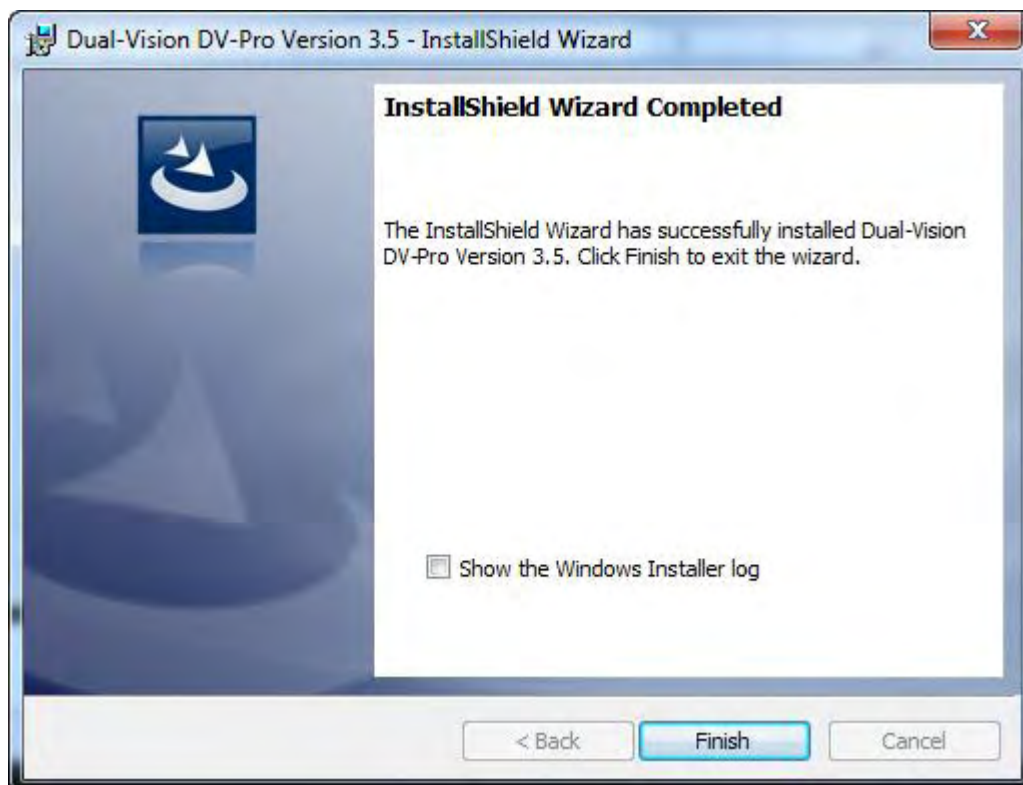 Dual-Vision DV-Pro Version 3.5 - InstallShield Wizard
InstallShield Wizard Completed
The InstallShield Wizard has successfully installed Dual-Vision
DV-Pro Version 3.5. Click Finish to exit the wizard.
Show the Windows Installer log
< Back Finish Cancel